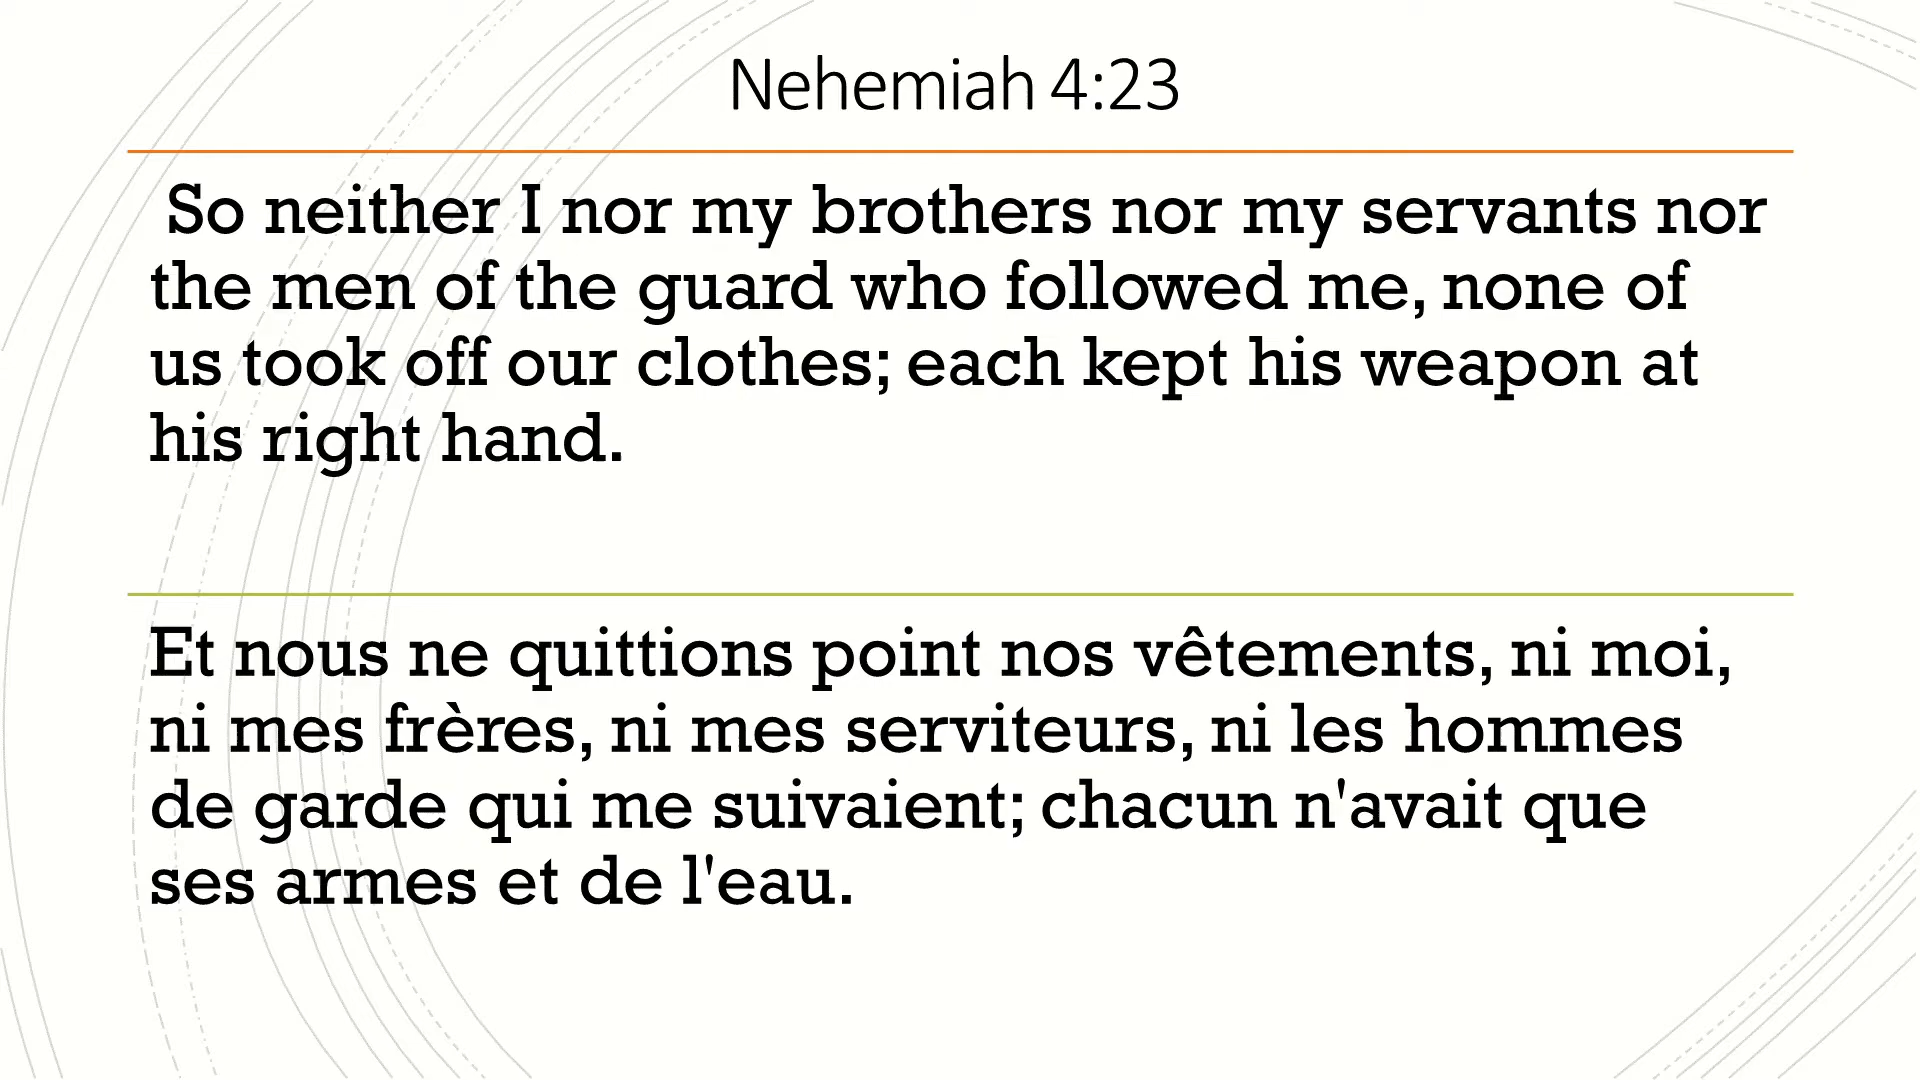 Nehemiah 4:23
So neither I nor my brothers nor my servants nor
the men of the guard who followed me, none of
us took off our clothes; each kept his weapon at
his right hand.
Et nous ne quittions point nos vêtements, ni moi,
ni mes frères, ni mes serviteurs, ni les hommes
de garde qui me suivaient; chacun n'avait que
ses armes et de l'eau.